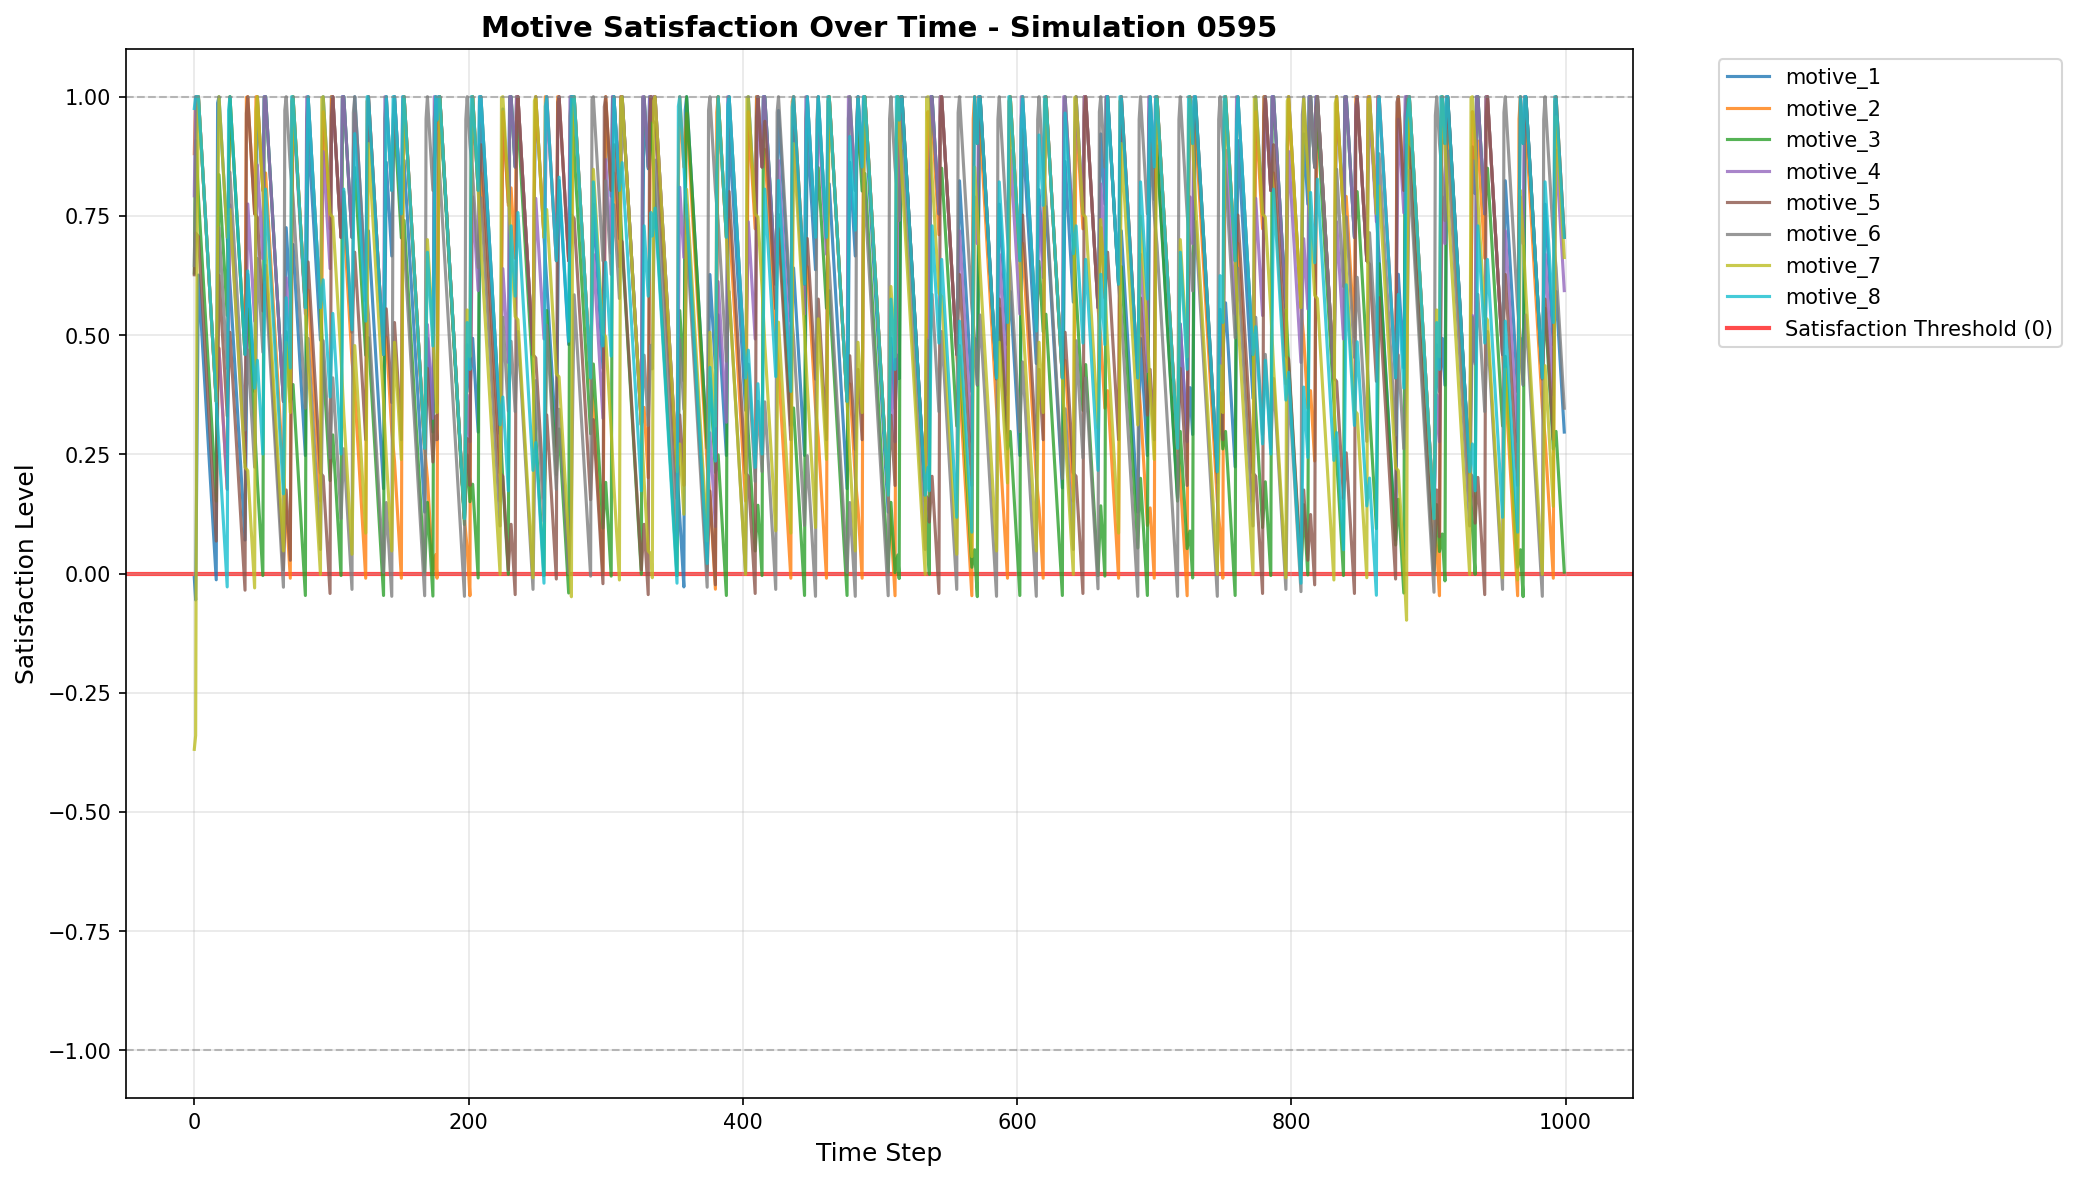 Motive Satisfaction Over Time - Simulation 0595
1.00
0.75
0.50
0.25
0.00
−0.25
−0.50
−0.75
−1.00
Satisfaction Level
0
200
400
600
800
1000
Time Step
motive_1
motive_2
motive_3
motive_4
motive_5
motive_6
motive_7
motive_8
Satisfaction Threshold (0)